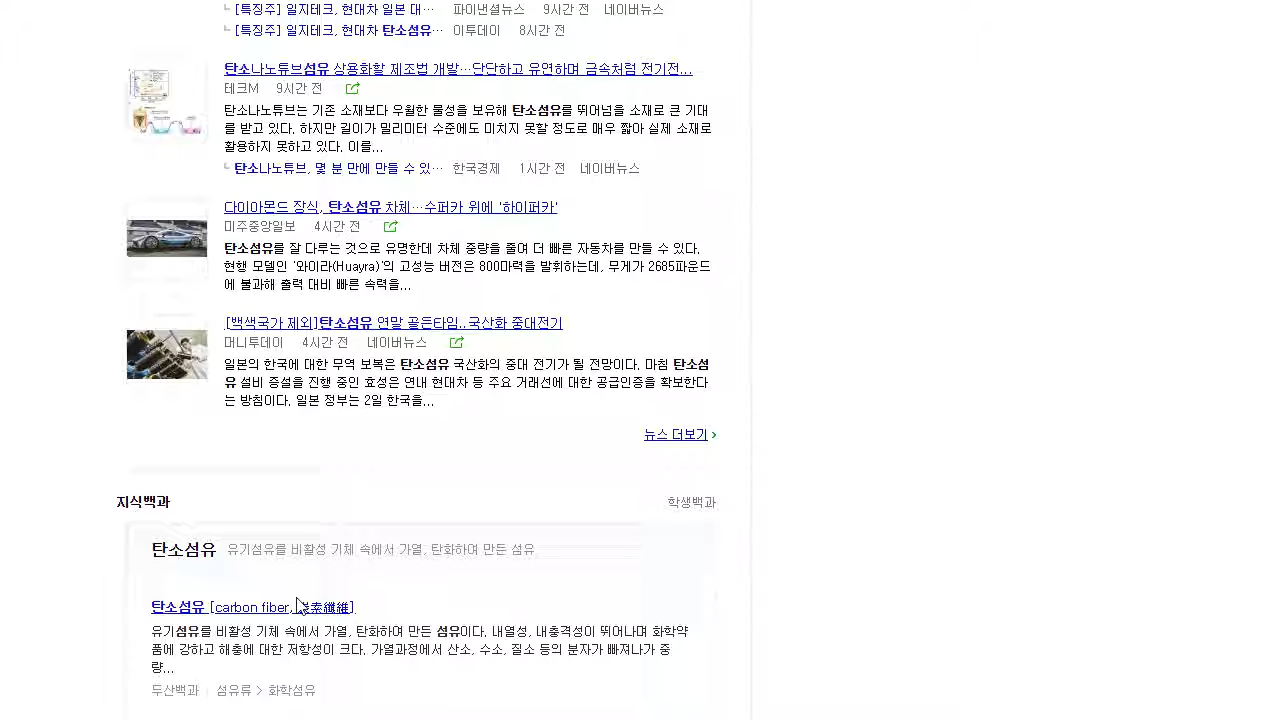 [특징주] 일지테크, 현대차 일본 대… 파이낸셜뉴스 9시간 전 네이버뉴스
[특징주] 일지테크, 현대차 탄소섬유… 이투데이 8시간 전
탄소나노튜브섬유 상용화할 제조법 개발…단단하고 유연하며 금속처럼 전기전...
테크M 9시간 전
탄소나노튜브는 기존 소재보다 우월한 물성을 보유해 탄소섬유를 뛰어넘을 소재로 큰 기대
를 받고 있다. 하지만 길이가 밀리미터 수준에도 미치지 못할 정도로 매우 짧아 실제 소재로
활용하지 못하고 있다. 이를...
탄소나노튜브, 몇 분 만에 만들 수 있… 한국경제 1시간 전 네이버뉴스
다이아몬드 장식, 탄소섬유 차체…수퍼카 위에 '하이퍼카'
미주중앙일보 4시간 전
탄소섬유를 잘 다루는 것으로 유명한데 차체 중량을 줄여 더 빠른 자동차를 만들 수 있다.
현행 모델인 '와이라(Huayra)'의 고성능 버전은 800마력을 발휘하는데, 무게가 2685파운드
에 불과해 출력 대비 빠른 속력을...
[백색국가 제외]탄소섬유 연말 골든타임..국산화 중대전기
머니투데이 4시간 전 네이버뉴스
일본의 한국에 대한 무역 보복은 탄소섬유 국산화의 중대 전기가 될 전망이다. 마침 탄소섬
유 설비 증설을 진행 중인 효성은 연내 현대차 등 주요 거래선에 대한 공급인증을 확보한다
는 방침이다. 일본 정부는 2일 한국을...
뉴스 더보기
지식백과 학생백과
탄소섬유 유기섬유를 비활성 기체 속에서 가열, 탄화하여 만든 섬유
탄소섬유 [carbon fiber, 素纖維]
유기섬유를 비활성 기체 속에서 가열, 탄화하여 만든 섬유이다. 내열성, 내충격성이 뛰어나며 화학약
품에 강하고 해충에 대한 저항성이 크다. 가열과정에서 산소, 수소, 질소 등의 분자가 빠져나가 중
량...
두산백과 섬유류 > 화학섬유